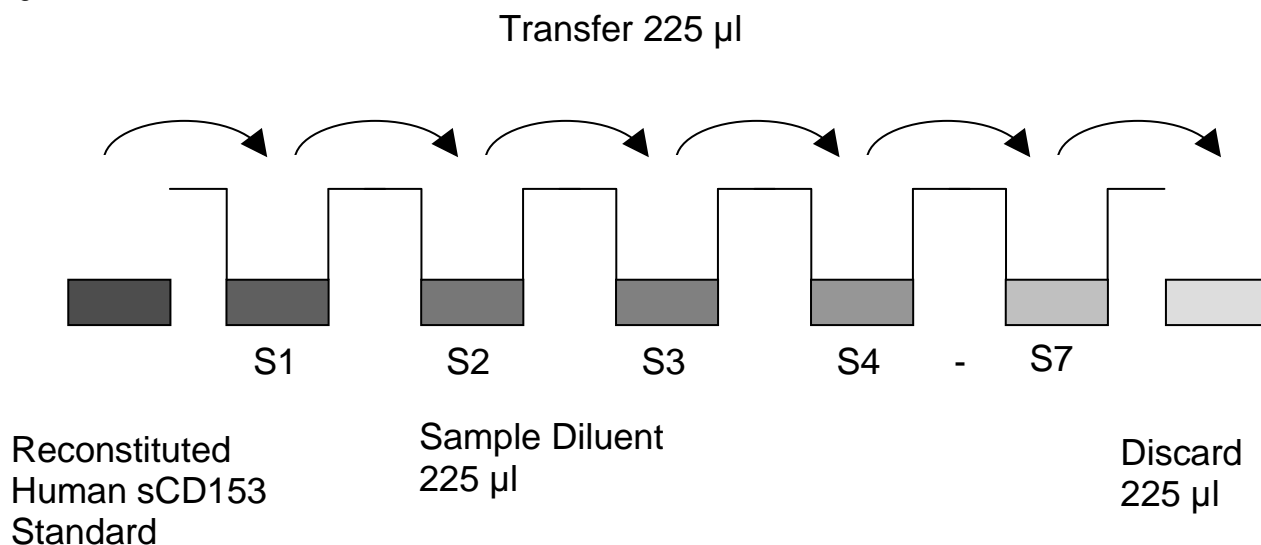 Transfer 225 µl
S1 S2 S3 S4 - S7
Reconstituted
Human sCD153
Standard
Sample Diluent
225 µl
Discard
225 µl